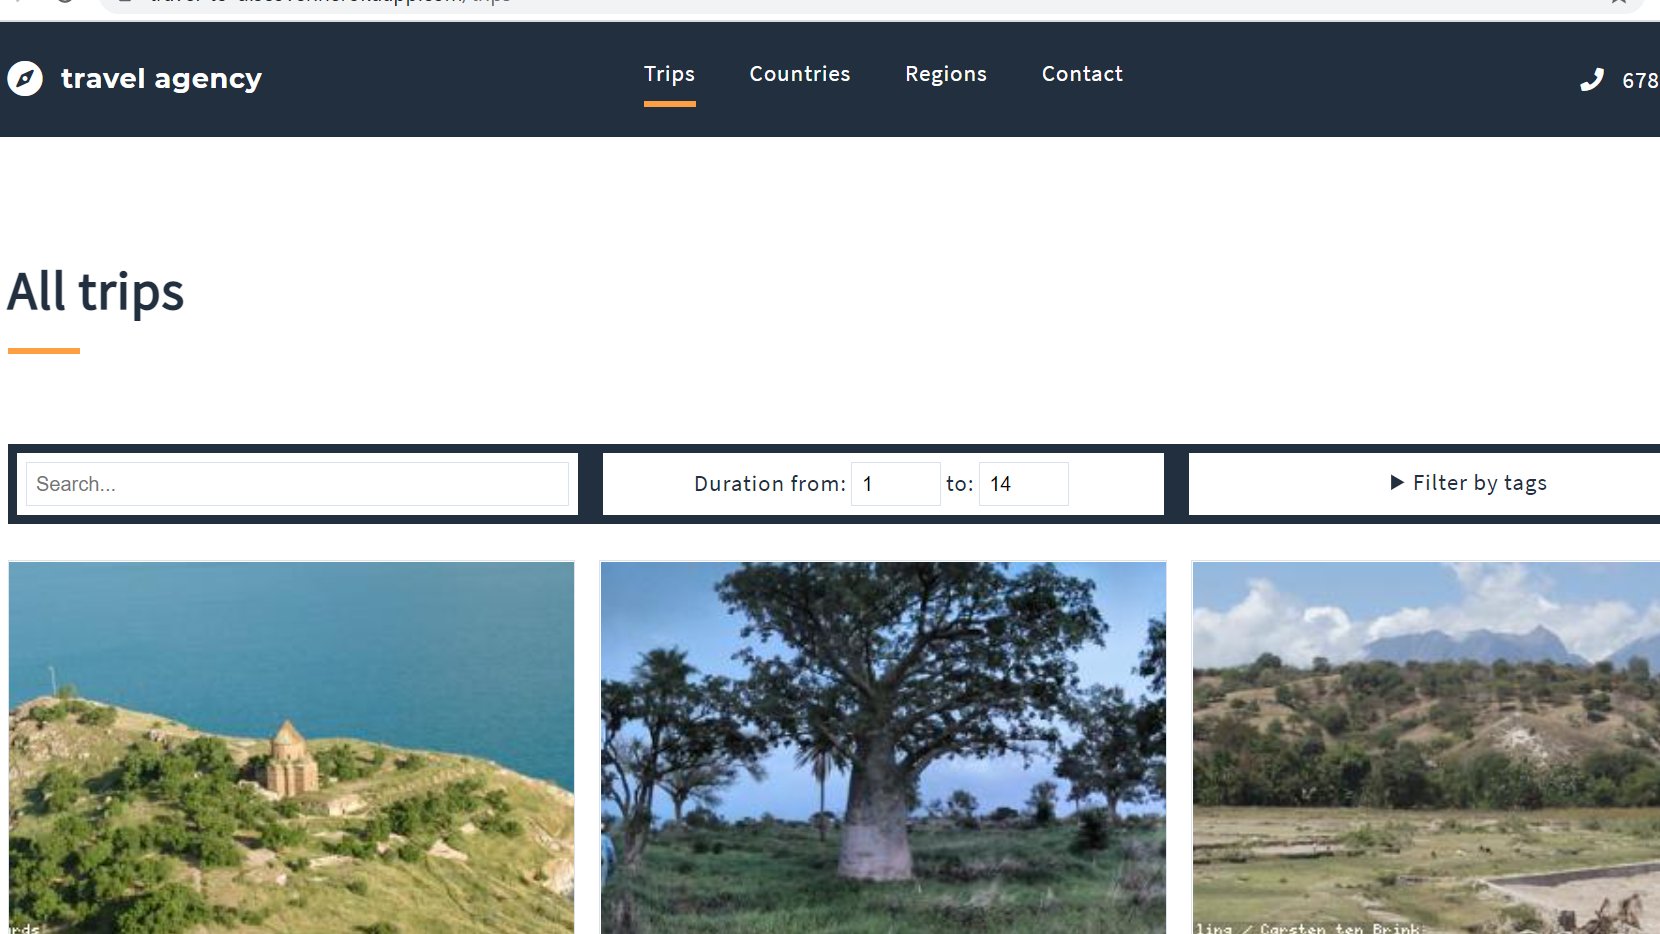 travel agency
Trips
Countries
Regions
Contact
678
All trips
Search...
Duration from: 1 to: 14
Filter by tags
rds
ling / Carsten ten Brink